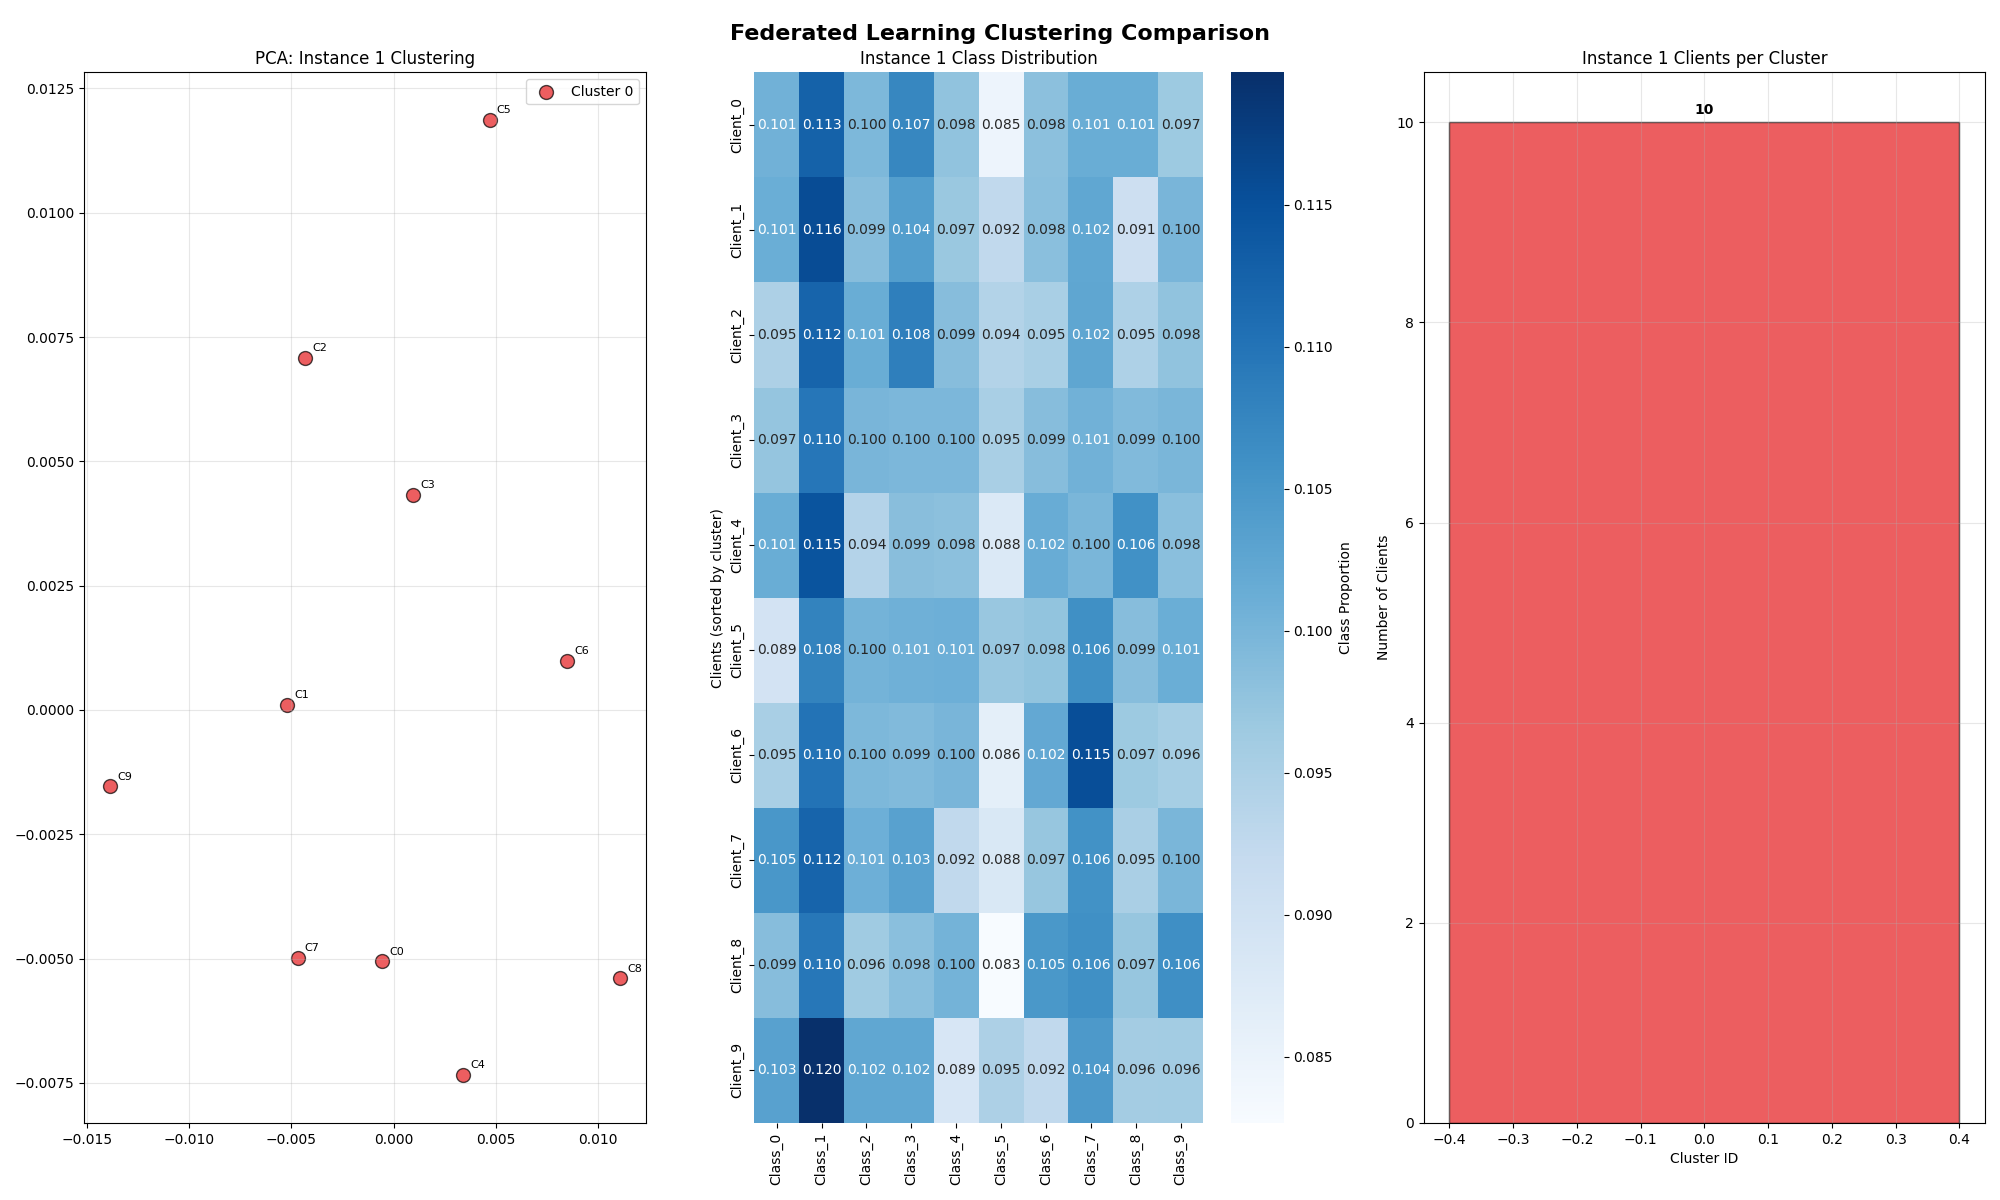 Federated Learning Clustering Comparison
PCA: Instance 1 Clustering
Cluster 0
0.0125
0.0100
0.0075
0.0050
0.0025
0.0000
−0.0025
−0.0050
−0.0075
C5
C2
C3
C6
C1
C9
C7
C0
C8
C4
−0.015 −0.010 −0.005 0.000 0.005 0.010
Instance 1 Class Distribution
Clients (sorted by cluster)
Client_0 0.101 0.113 0.100 0.107 0.098 0.085 0.098 0.101 0.101 0.097
Client_1 0.101 0.116 0.099 0.104 0.097 0.092 0.098 0.102 0.091 0.100
Client_2 0.095 0.112 0.101 0.108 0.099 0.094 0.095 0.102 0.095 0.098
Client_3 0.097 0.110 0.100 0.100 0.100 0.095 0.099 0.101 0.099 0.100
Client_4 0.101 0.115 0.094 0.099 0.098 0.088 0.102 0.100 0.106 0.098
Client_5 0.089 0.108 0.100 0.101 0.101 0.097 0.098 0.106 0.099 0.101
Client_6 0.095 0.110 0.100 0.099 0.100 0.086 0.102 0.115 0.097 0.096
Client_7 0.105 0.112 0.101 0.103 0.092 0.088 0.097 0.106 0.095 0.100
Client_8 0.099 0.110 0.096 0.098 0.100 0.083 0.105 0.106 0.097 0.106
Client_9 0.103 0.120 0.102 0.102 0.089 0.095 0.092 0.104 0.096 0.096
Class_0 Class_1 Class_2 Class_3 Class_4 Class_5 Class_6 Class_7 Class_8 Class_9
0.115
0.110
0.105
0.100
0.095
0.090
0.085
Class Proportion
Instance 1 Clients per Cluster
Number of Clients
10
10
8
6
4
2
0
−0.4 −0.3 −0.2 −0.1 0.0 0.1 0.2 0.3 0.4
Cluster ID